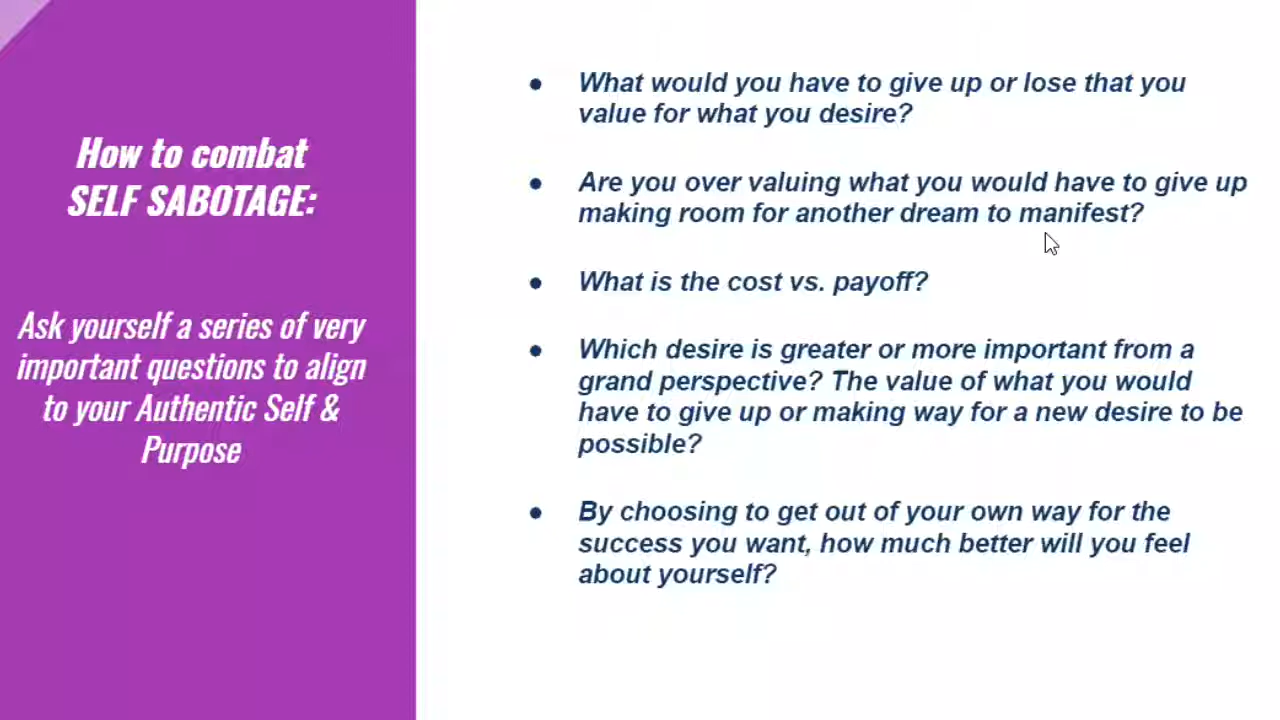 How to combat
SELF SABOTAGE:
Ask yourself a series of very
important questions to align
to your Authentic Self &
Purpose
● What would you have to give up or lose that you
value for what you desire?
● Are you over valuing what you would have to give up
making room for another dream to manifest?
● What is the cost vs. payoff?
● Which desire is greater or more important from a
grand perspective? The value of what you would
have to give up or making way for a new desire to be
possible?
● By choosing to get out of your own way for the
success you want, how much better will you feel
about yourself?